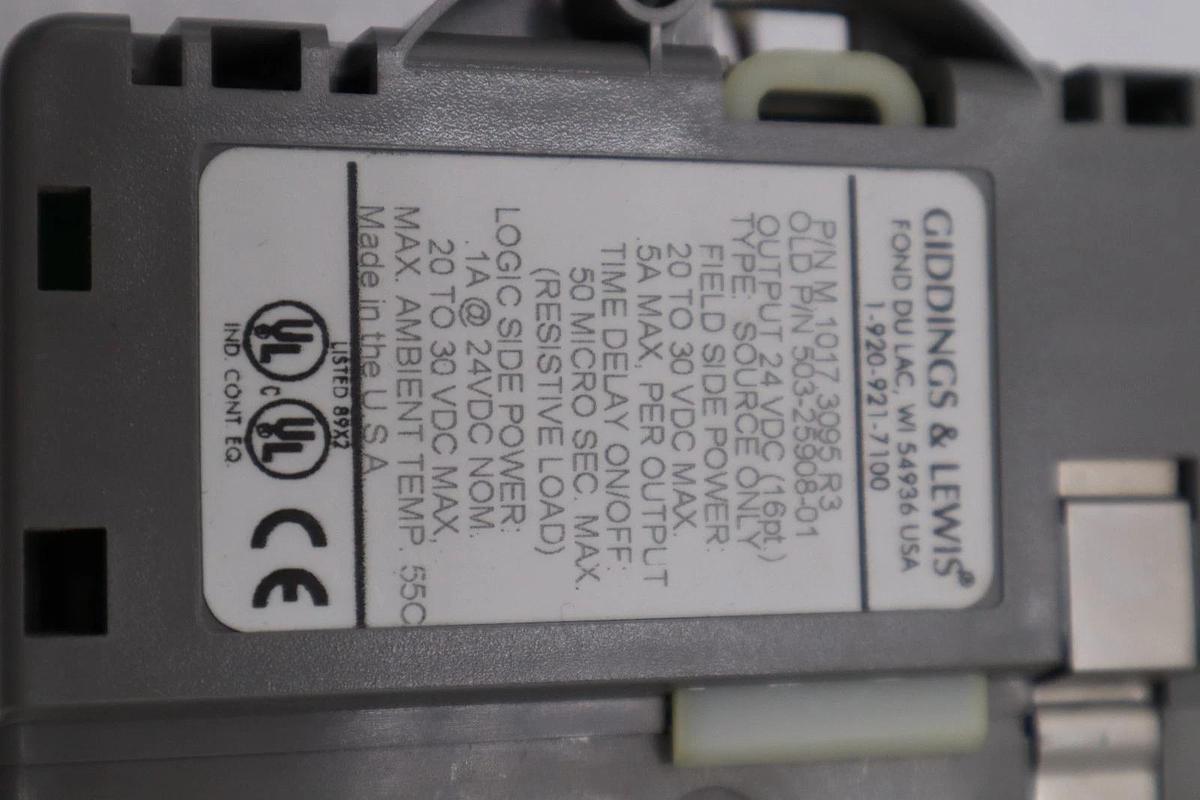 GIDDINGS & LEWIS®
FOND DU LAC, WI 54936 USA
1-920-921-7100
P/N M.1017.3095 R3
OLD P/N 503-25908-01
OUTPUT 24 VDC (16pt.)
TYPE: SOURCE ONLY
FIELD SIDE POWER:
20 TO 30 VDC MAX.
.5A MAX, PER OUTPUT
TIME DELAY ON/OFF:
50 MICRO SEC. MAX.
(RESISTIVE LOAD)
LOGIC SIDE POWER:
.1A @ 24VDC NOM.
20 TO 30 VDC MAX,
MAX. AMBIENT TEMP. 55C
Made in the U.S.A.
LISTED 89X2
UL C UL CE
IND. CONT EQ.